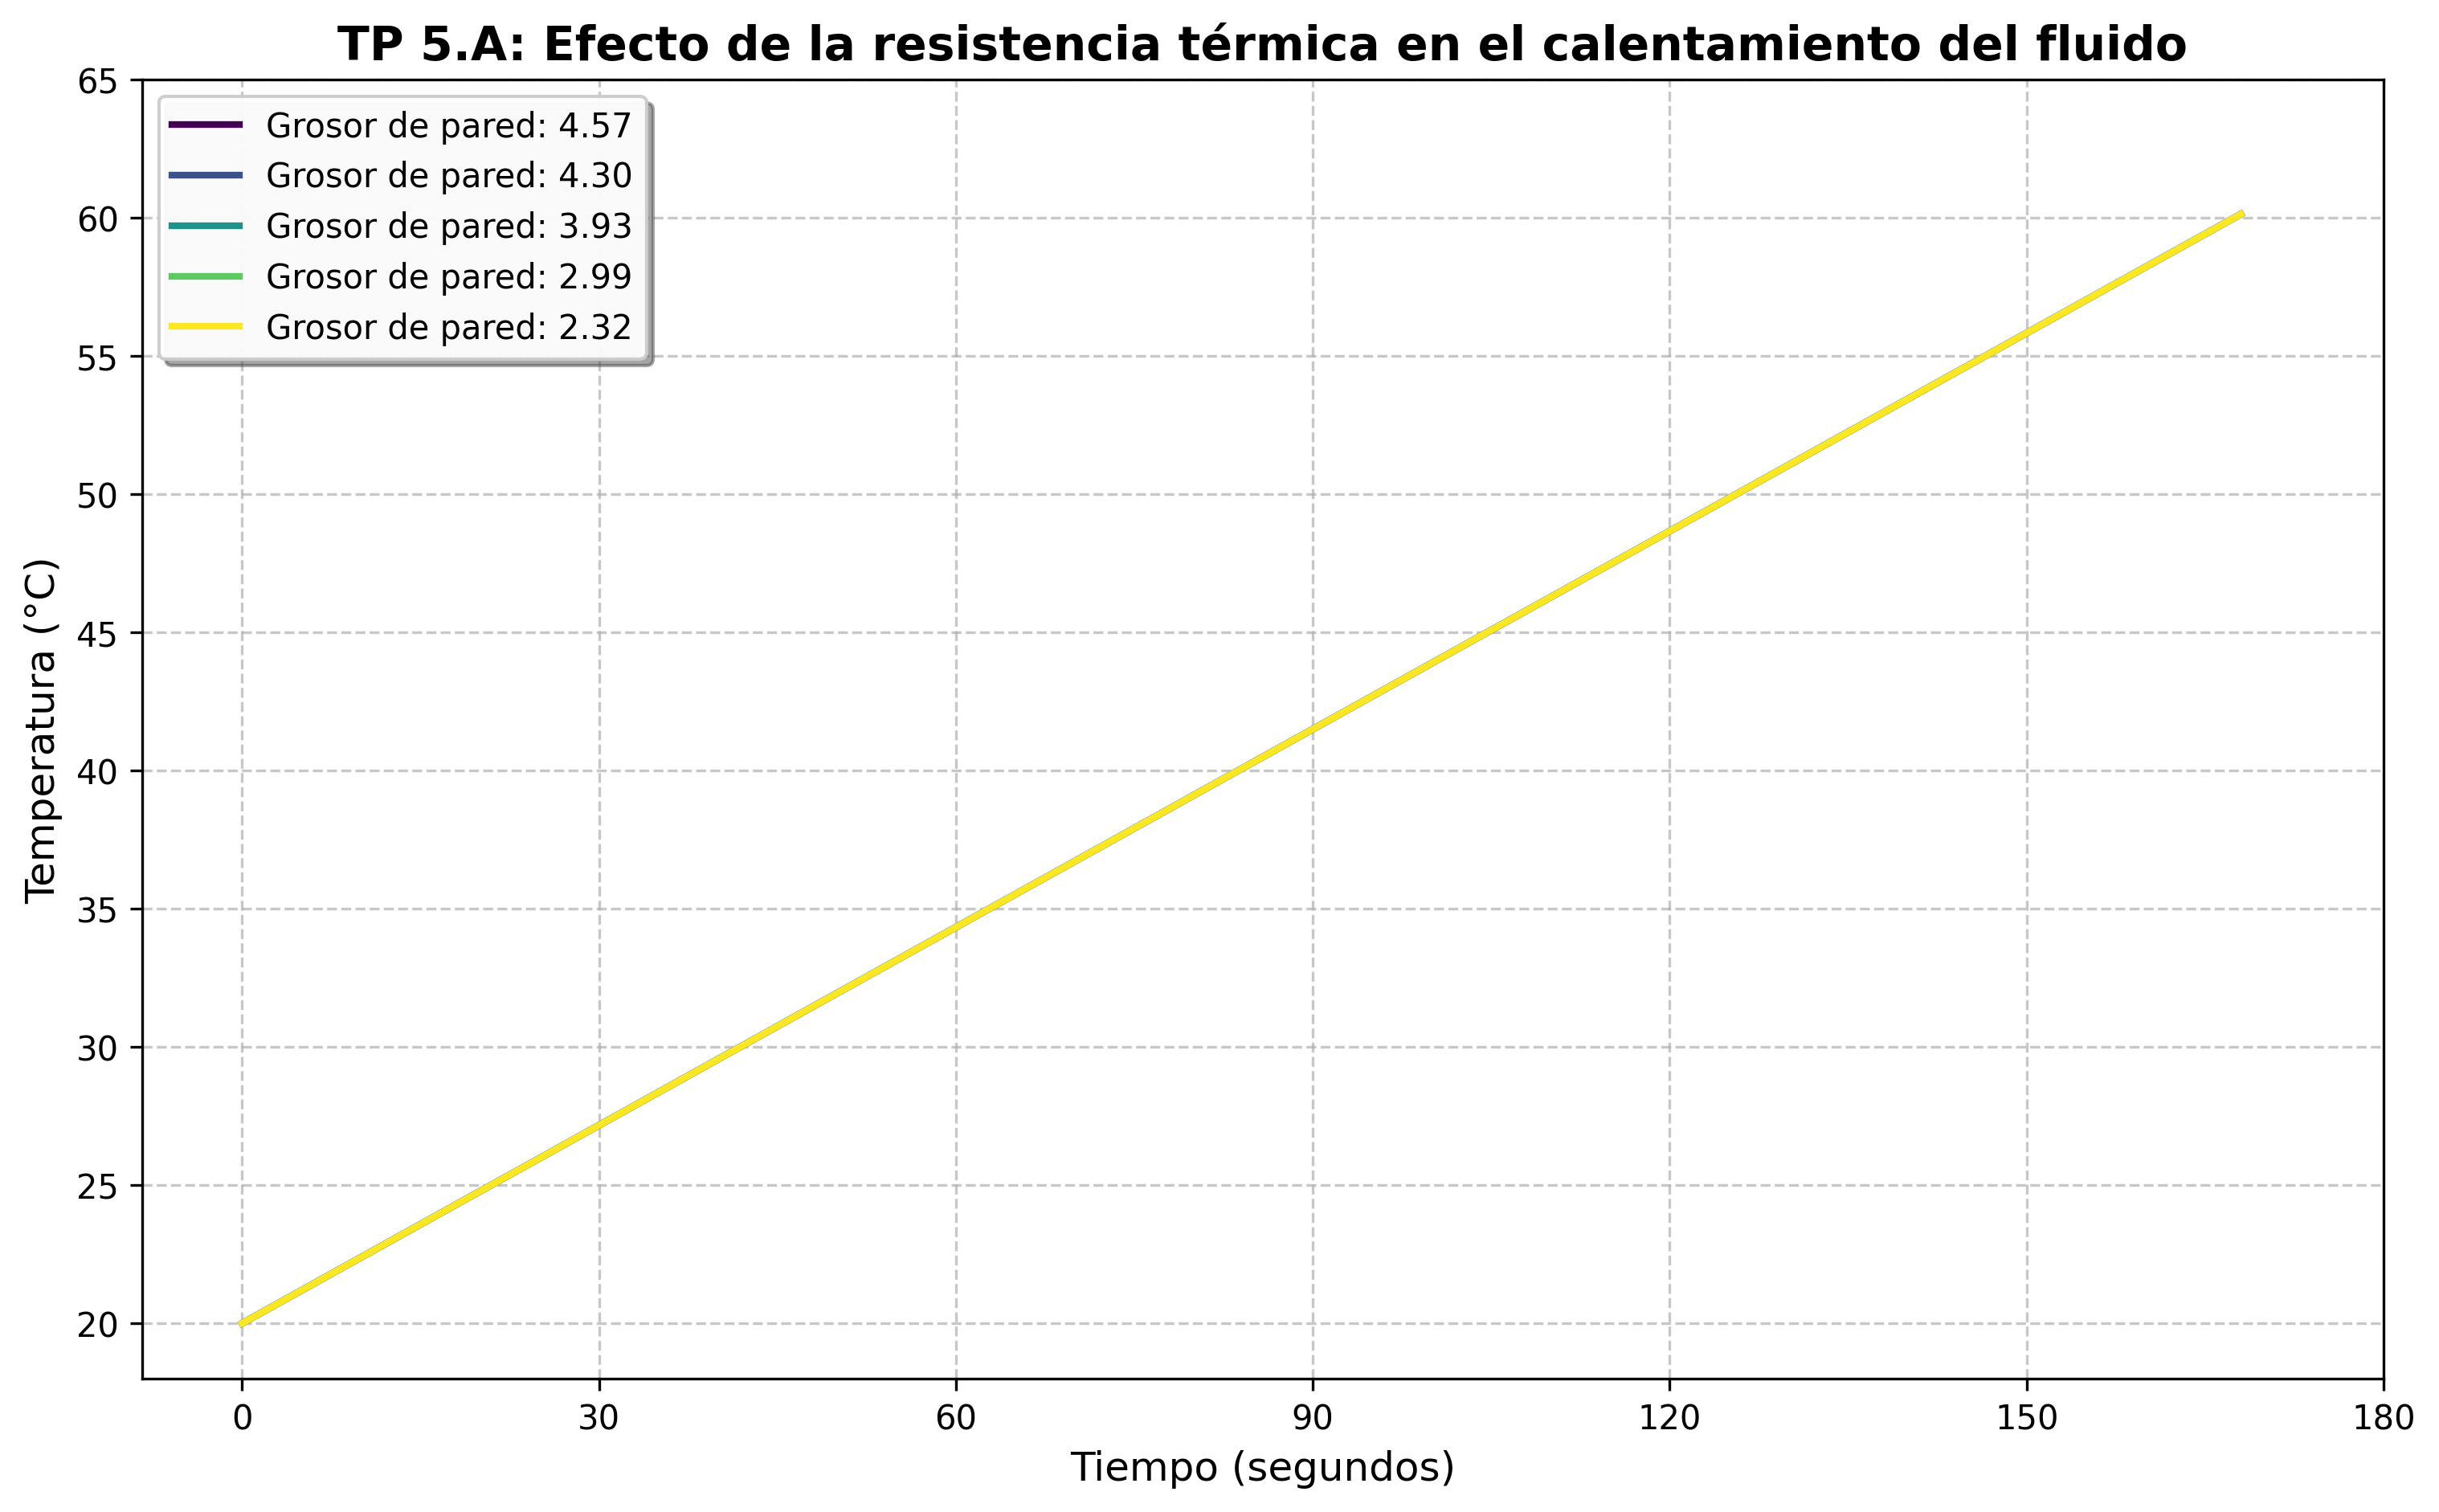 TP 5.A: Efecto de la resistencia térmica en el calentamiento del fluido
65
60
55
50
45
40
35
30
25
20
Temperatura (°C)
Grosor de pared: 4.57
Grosor de pared: 4.30
Grosor de pared: 3.93
Grosor de pared: 2.99
Grosor de pared: 2.32
0 30 60 90 120 150 180
Tiempo (segundos)